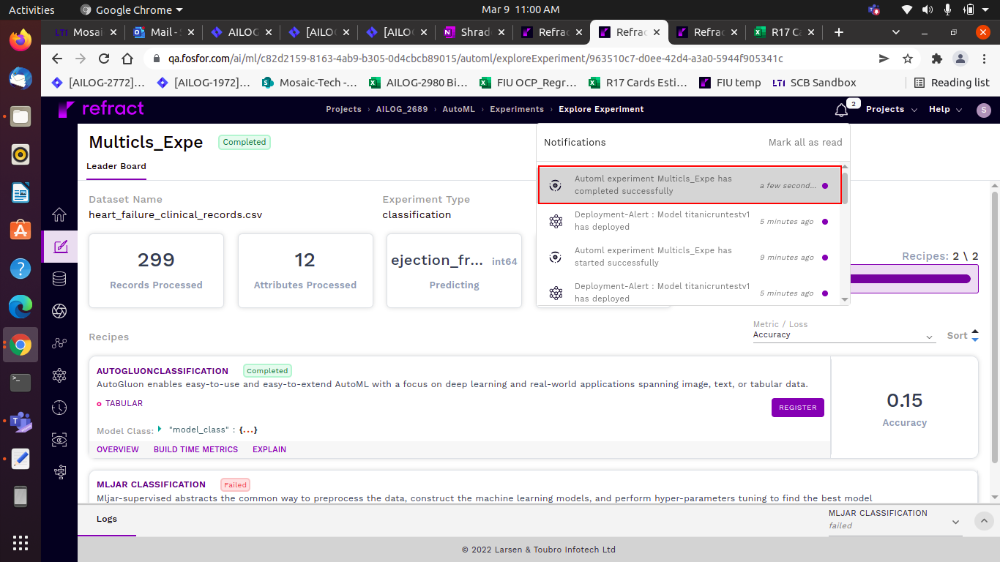 Activities
Google Chrome
Mar 9 11:00 AM
LTI Mosai
Mail - S
AILOG
[AILOG
[AILOG
Shrad
Refrac
Refrac
Refrac
R17 Ca
qa.fosfor.com/ai/ml/c82d2159-8163-4ab9-b305-0d4cbcb89015/automl/exploreExperiment/963510c7-d0ee-42d4-a3a0-5944f905341c
[AILOG-2772]...
[AILOG-1972]...
Mosaic-Tech -...
AILOG-2980 Bi...
FIU OCP_Regr...
R17 Cards Esti...
FIU temp
LTI SCB Sandbox
Reading list
refract
Projects › AILOG_2689 › AutoML › Experiments › Explore Experiment
2
Projects
Help
S
Multicls_Expe
Completed
Leader Board
Notifications
Mark all as read
Automl experiment Multicls_Expe has
completed successfully
a few second...
Deployment-Alert : Model titanicruntestv1
has deployed
5 minutes ago
Automl experiment Multicls_Expe has
started successfully
9 minutes ago
Deployment-Alert : Model titanicruntestv1
has deployed
5 minutes ago
Dataset Name
heart_failure_clinical_records.csv
Experiment Type
classification
299
Records Processed
12
Attributes Processed
ejection_fr... int64
Predicting
Recipes: 2 \ 2
Recipes
Metric / Loss
Accuracy
Sort
AUTOGLUONCLASSIFICATION
Completed
AutoGluon enables easy-to-use and easy-to-extend AutoML with a focus on deep learning and real-world applications spanning image, text, or tabular data.
TABULAR
REGISTER
Model Class: "model_class" : {...}
OVERVIEW
BUILD TIME METRICS
EXPLAIN
0.15
Accuracy
MLJAR CLASSIFICATION
Failed
Mljar-supervised abstracts the common way to preprocess the data, construct the machine learning models, and perform hyper-parameters tuning to find the best model
Logs
MLJAR CLASSIFICATION
failed
© 2022 Larsen & Toubro Infotech Ltd